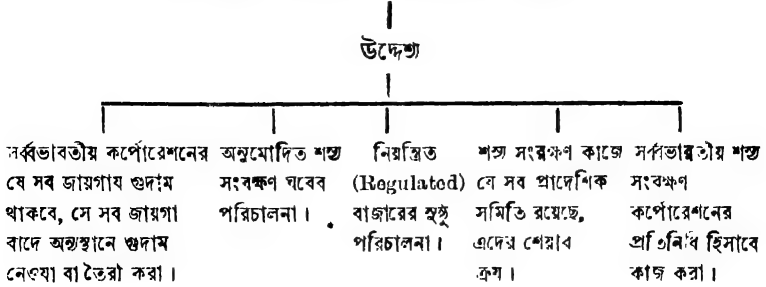 উদ্দেশ্য
সর্ব্বভারতীয় কর্পোরেশনের
যে সব জায়গায় গুদাম
থাকবে, সে সব জায়গা
বাদে অন্যস্থানে গুদাম
নেওয়া বা তৈরী করা।
অনুমোদিত শস্য
সংরক্ষণ ঘরের
পরিচালনা।
নিয়ন্ত্রিত
(Regulated)
বাজারের সুষ্ঠু
পরিচালনা।
শস্য সংরক্ষণ কাজে
যে সব প্রাদেশিক
সমিতি রয়েছে,
এদের শেয়ার
ক্রয়।
সর্ব্বভারতীয় শস্য
সংরক্ষণ
কর্পোরেশনের
প্রতিনিধি হিসাবে
কাজ করা।